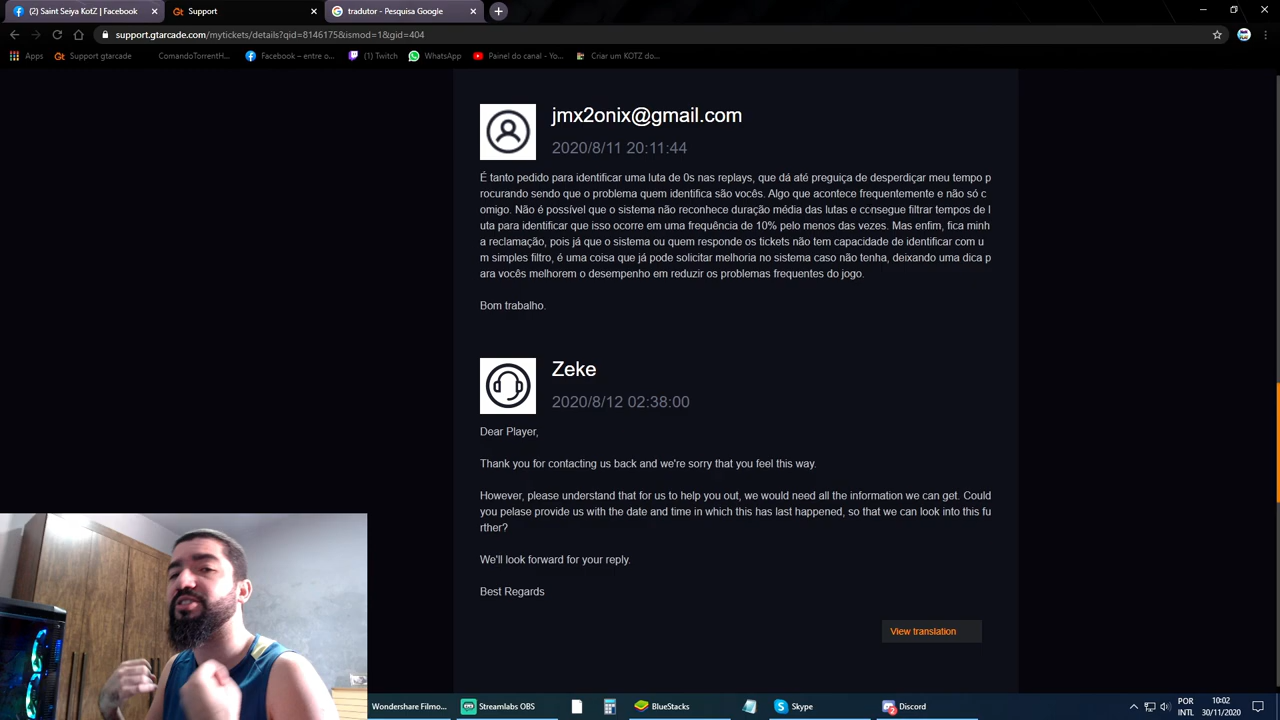 (2) Saint Seiya KotZ | Facebook
Support
tradutor - Pesquisa Google
support.gtarcade.com/mytickets/details?qid=8146175&ismod=1&gid=404
Apps
Support gtarcade
ComandoTorrentH...
Facebook – entre o...
(1) Twitch
WhatsApp
Painel do canal - Yo...
Criar um KOTZ do...
jmx2onix@gmail.com
2020/8/11 20:11:44
É tanto pedido para identificar uma luta de 0s nas replays, que dá até preguiça de desperdiçar meu tempo p
rocurando sendo que o problema quem identifica são vocês. Algo que acontece frequentemente e não só c
omigo. Não é possível que o sistema não reconhece duração média das lutas e consegue filtrar tempos de l
uta para identificar que isso ocorre em uma frequência de 10% pelo menos das vezes. Mas enfim, fica minh
a reclamação, pois já que o sistema ou quem responde os tickets não tem capacidade de identificar com u
m simples filtro, é uma coisa que já pode solicitar melhoria no sistema caso não tenha, deixando uma dica p
ara vocês melhorem o desempenho em reduzir os problemas frequentes do jogo.
Bom trabalho.
Zeke
2020/8/12 02:38:00
Dear Player,
Thank you for contacting us back and we're sorry that you feel this way.
However, please understand that for us to help you out, we would need all the information we can get. Could
you pelase provide us with the date and time in which this has last happened, so that we can look into this fu
rther?
We'll look forward for your reply.
Best Regards
View translation
Wondershare Filmo...
Streamlabs OBS
BlueStacks
Skype
Discord
POR
INTL
10:02
30/11/2020